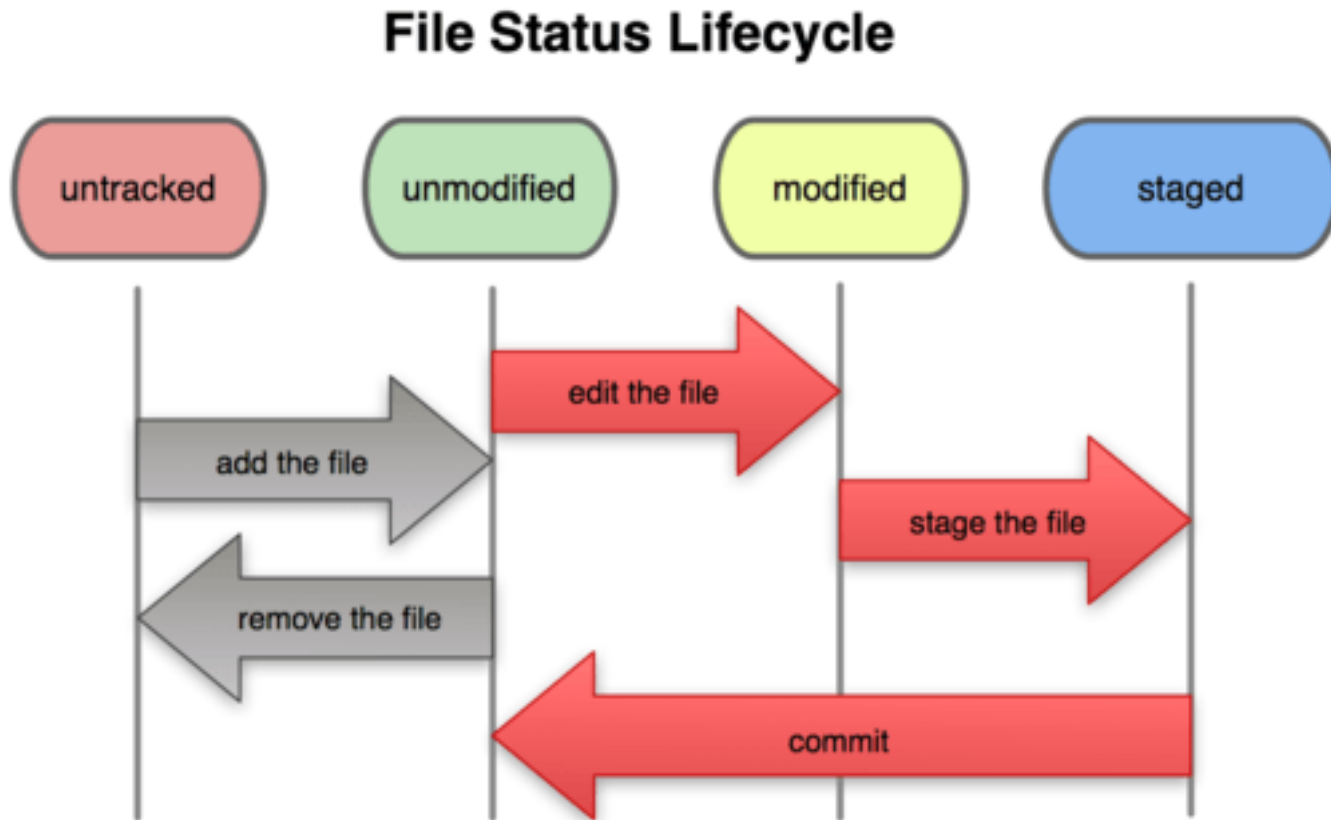 File Status Lifecycle
untracked
unmodified
modified
staged
edit the file
add the file
stage the file
remove the file
commit